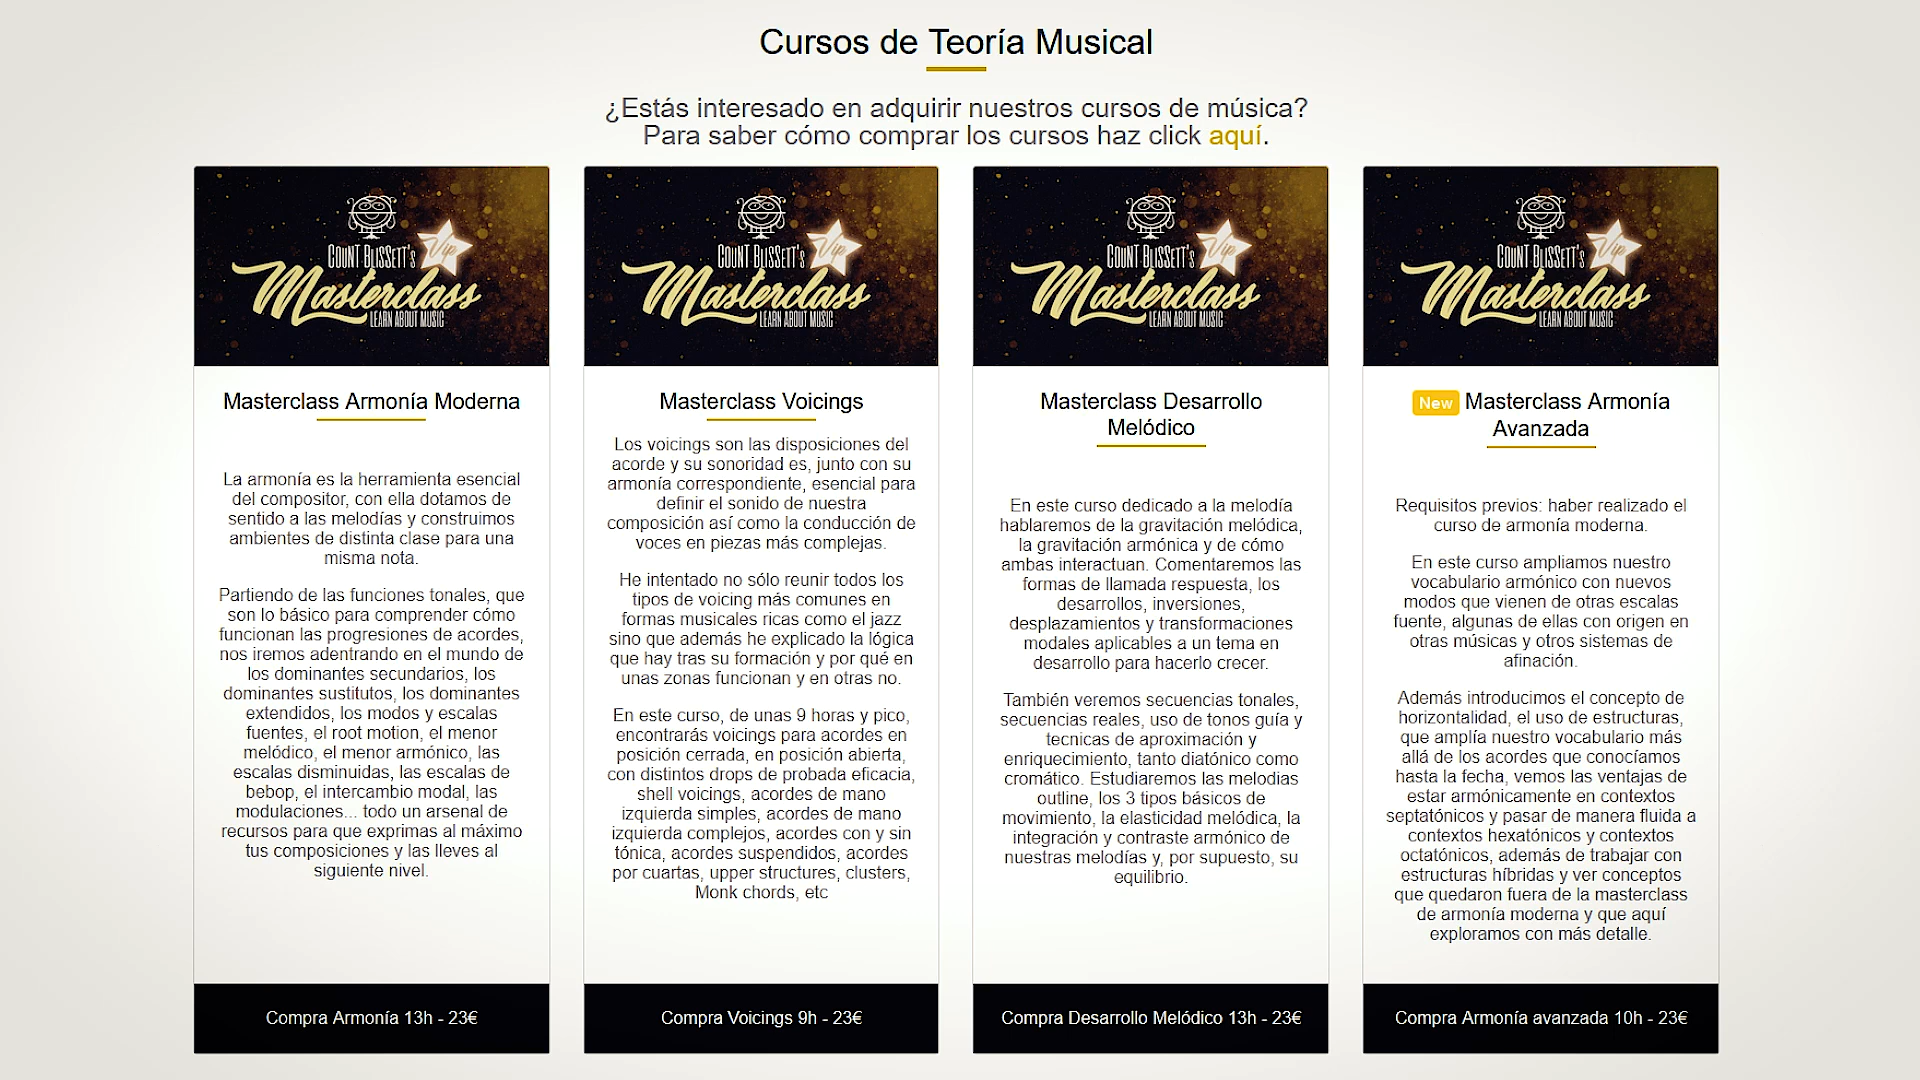 Cursos de Teoría Musical
¿Estás interesado en adquirir nuestros cursos de música?
Para saber cómo comprar los cursos haz click aquí.
COUNT BLISSETT's
Vip
Masterclass
LEARN ABOUT MUSIC
Masterclass Armonía Moderna
La armonía es la herramienta esencial
del compositor, con ella dotamos de
sentido a las melodías y construimos
ambientes de distinta clase para una
misma nota.
Partiendo de las funciones tonales, que
son lo básico para comprender cómo
funcionan las progresiones de acordes,
nos iremos adentrando en el mundo de
los dominantes secundarios, los
dominantes sustitutos, los dominantes
extendidos, los modos y escalas
fuentes, el root motion, el menor
melódico, el menor armónico, las
escalas disminuidas, las escalas de
bebop, el intercambio modal, las
modulaciones... todo un arsenal de
recursos para que exprimas al máximo
tus composiciones y las lleves al
siguiente nivel.
Compra Armonía 13h - 23€
COUNT BLISSETT's
Vip
Masterclass
LEARN ABOUT MUSIC
Masterclass Voicings
Los voicings son las disposiciones del
acorde y su sonoridad es, junto con su
armonía correspondiente, esencial para
definir el sonido de nuestra
composición así como la conducción de
voces en piezas más complejas.
He intentado no sólo reunir todos los
tipos de voicing más comunes en
formas musicales ricas como el jazz
sino que además he explicado la lógica
que hay tras su formación y por qué en
unas zonas funcionan y en otras no.
En este curso, de unas 9 horas y pico,
encontrarás voicings para acordes en
posición cerrada, en posición abierta,
con distintos drops de probada eficacia,
shell voicings, acordes de mano
izquierda simples, acordes de mano
izquierda complejos, acordes con y sin
tónica, acordes suspendidos, acordes
por cuartas, upper structures, clusters,
Monk chords, etc
Compra Voicings 9h - 23€
COUNT BLISSETT's
Vip
Masterclass
LEARN ABOUT MUSIC
Masterclass Desarrollo
Melódico
En este curso dedicado a la melodía
hablaremos de la gravitación melódica,
la gravitación armónica y de cómo
ambas interactuan. Comentaremos las
formas de llamada respuesta, los
desarrollos, inversiones,
desplazamientos y transformaciones
modales aplicables a un tema en
desarrollo para hacerlo crecer.
También veremos secuencias tonales,
secuencias reales, uso de tonos guía y
tecnicas de aproximación y
enriquecimiento, tanto diatónico como
cromático. Estudiaremos las melodias
outline, los 3 tipos básicos de
movimiento, la elasticidad melódica, la
integración y contraste armónico de
nuestras melodías y, por supuesto, su
equilibrio.
Compra Desarrollo Melódico 13h - 23€
COUNT BLISSETT's
Vip
Masterclass
LEARN ABOUT MUSIC
New Masterclass Armonía
Avanzada
Requisitos previos: haber realizado el
curso de armonía moderna.
En este curso ampliamos nuestro
vocabulario armónico con nuevos
modos que vienen de otras escalas
fuente, algunas de ellas con origen en
otras músicas y otros sistemas de
afinación.
Además introducimos el concepto de
horizontalidad, el uso de estructuras,
que amplía nuestro vocabulario más
allá de los acordes que conocíamos
hasta la fecha, vemos las ventajas de
estar armónicamente en contextos
septatónicos y pasar de manera fluida a
contextos hexatónicos y contextos
octatónicos, además de trabajar con
estructuras híbridas y ver conceptos
que quedaron fuera de la masterclass
de armonía moderna y que aquí
exploramos con más detalle.
Compra Armonía avanzada 10h - 23€